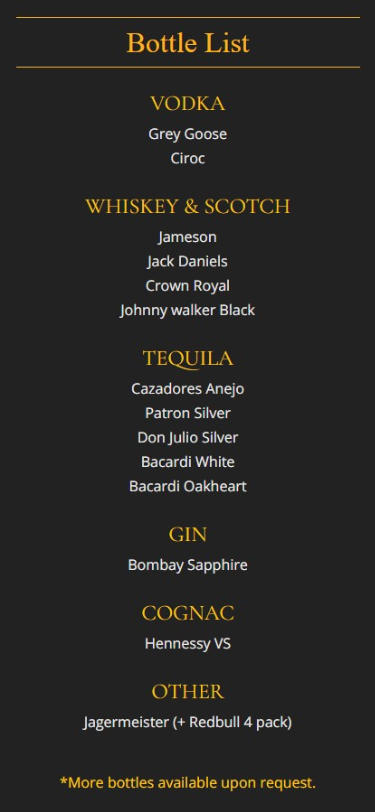 Bottle List
VODKA
Grey Goose
Ciroc
WHISKEY & SCOTCH
Jameson
Jack Daniels
Crown Royal
Johnny walker Black
TEQUILA
Cazadores Anejo
Patron Silver
Don Julio Silver
Bacardi White
Bacardi Oakheart
GIN
Bombay Sapphire
COGNAC
Hennessy VS
OTHER
Jagermeister (+ Redbull 4 pack)
*More bottles available upon request.